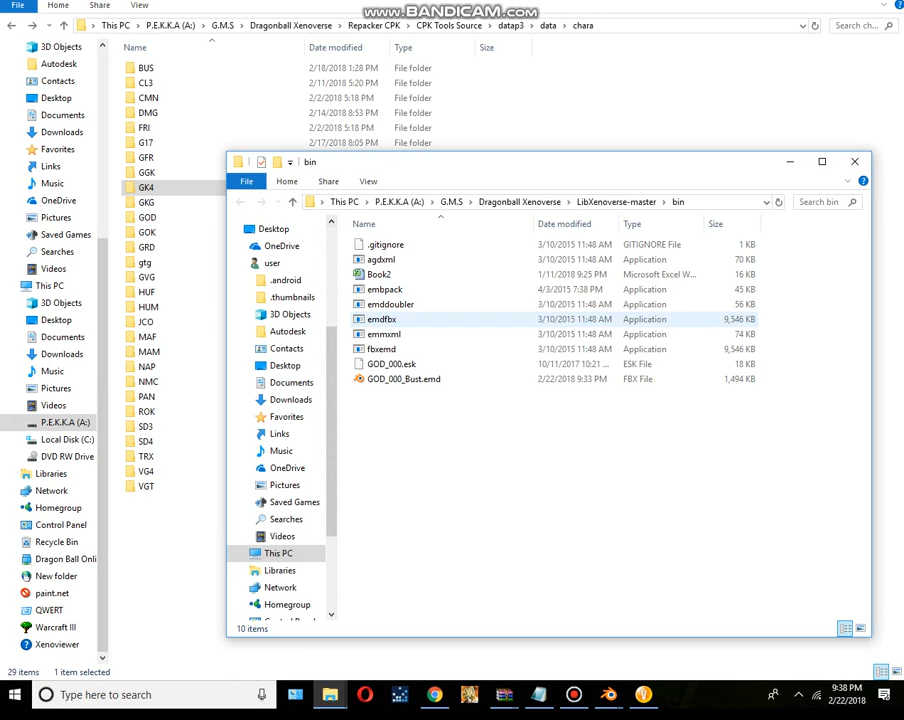 File Home Share View
www.BANDICAM.com
This PC › P.E.K.K.A (A:) › G.M.S › Dragonball Xenoverse › Repacker CPK › CPK Tools Source › datap3 › data › chara
Search ch...
Name Date modified Type Size
BUS 2/18/2018 1:28 PM File folder
CL3 2/11/2018 5:20 PM File folder
CMN 2/2/2018 5:18 PM File folder
DMG 2/14/2018 8:53 PM File folder
FRI 2/2/2018 5:18 PM File folder
G17 2/17/2018 8:05 PM File folder
GFR
GGK
GK4
GKG
GOD
GOK
GRD
gtg
GVG
HUF
HUM
JCO
MAF
MAM
NAP
NMC
PAN
ROK
SD3
SD4
TRX
VG4
VGT
3D Objects
Autodesk
Contacts
Desktop
Documents
Downloads
Favorites
Links
Music
OneDrive
Pictures
Saved Games
Searches
Videos
This PC
3D Objects
Desktop
Documents
Downloads
Music
Pictures
Videos
P.E.K.K.A (A:)
Local Disk (C:)
DVD RW Drive
Libraries
Network
Homegroup
Control Panel
Recycle Bin
Dragon Ball Onli
New folder
paint.net
QWERT
Warcraft III
Xenoviewer
29 items 1 item selected
bin
File Home Share View
This PC › P.E.K.K.A (A:) › G.M.S › Dragonball Xenoverse › LibXenoverse-master › bin
Search bin
Desktop
OneDrive
user
.android
.thumbnails
3D Objects
Autodesk
Contacts
Desktop
Documents
Downloads
Favorites
Links
Music
OneDrive
Pictures
Saved Games
Searches
Videos
This PC
Libraries
Network
Homegroup
Name Date modified Type Size
.gitignore 3/10/2015 11:48 AM GITIGNORE File 1 KB
agdxml 3/10/2015 11:48 AM Application 70 KB
Book2 1/11/2018 9:25 PM Microsoft Excel W... 16 KB
embpack 4/3/2015 7:38 PM Application 45 KB
emddoubler 3/10/2015 11:48 AM Application 56 KB
emdfbx 3/10/2015 11:48 AM Application 9,546 KB
emmxml 3/10/2015 11:48 AM Application 74 KB
fbxemd 3/10/2015 11:48 AM Application 9,546 KB
GOD_000.esk 10/11/2017 10:21 ... ESK File 18 KB
GOD_000_Bust.emd 2/22/2018 9:33 PM FBX File 1,494 KB
10 items
Type here to search
9:38 PM
2/22/2018